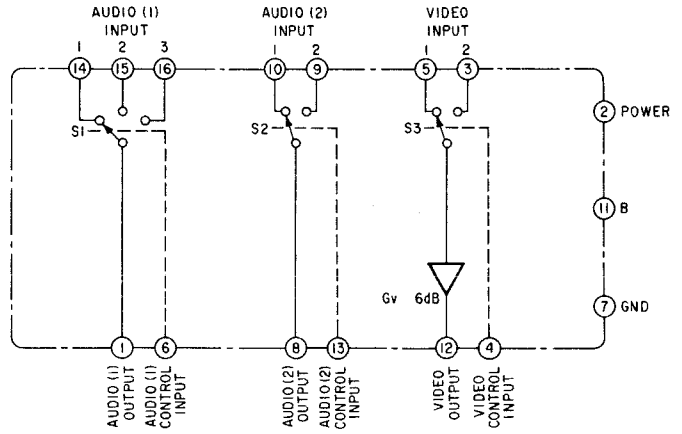 AUDIO (1)
INPUT
AUDIO (2)
INPUT
VIDEO
INPUT
1 2 3
1 2
1 2
14 15 16
10 9
5 3
S1
S2
S3
2 POWER
11 B
Gv 6dB
7 GND
1 6
8 13
12 4
AUDIO (1)
OUTPUT
AUDIO (1)
CONTROL
INPUT
AUDIO (2)
OUTPUT
AUDIO (2)
CONTROL
INPUT
VIDEO
OUTPUT
VIDEO
CONTROL
INPUT